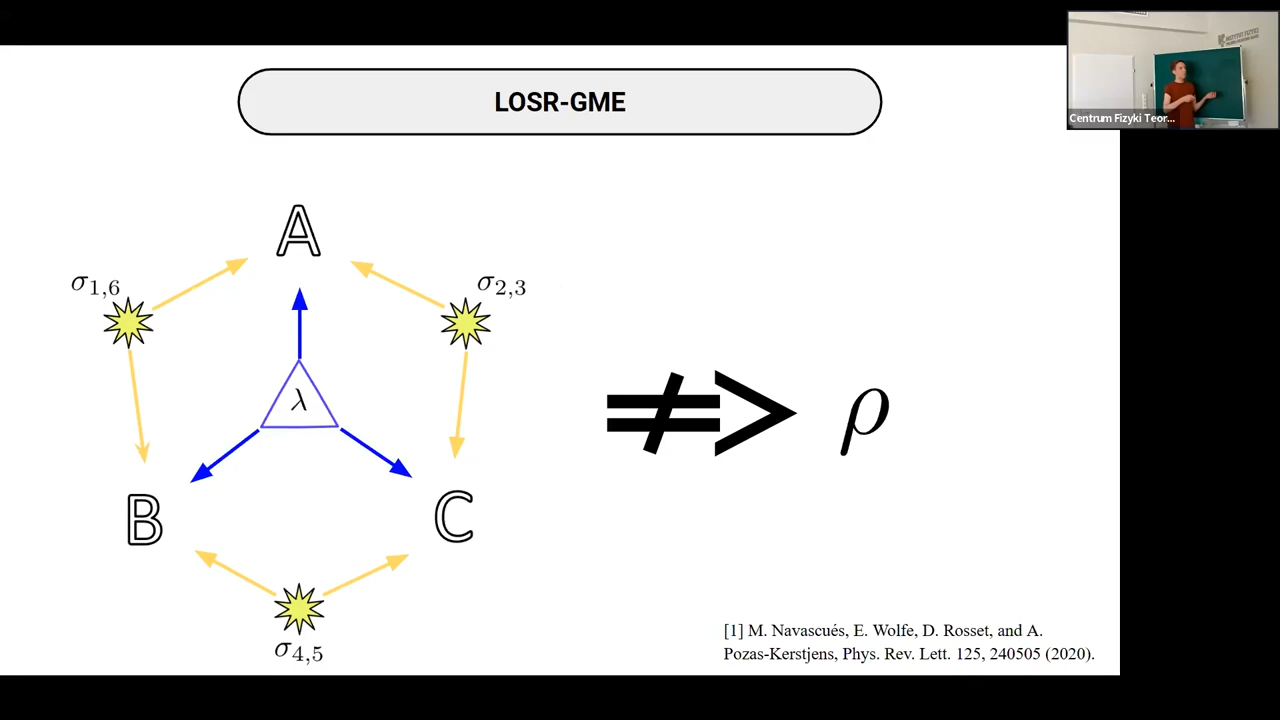 LOSR-GME
Centrum Fizyki Teor...
A
σ1,6
σ2,3
λ
≠> ρ
B
C
σ4,5
[1] M. Navascués, E. Wolfe, D. Rosset, and A.
Pozas-Kerstjens, Phys. Rev. Lett. 125, 240505 (2020).